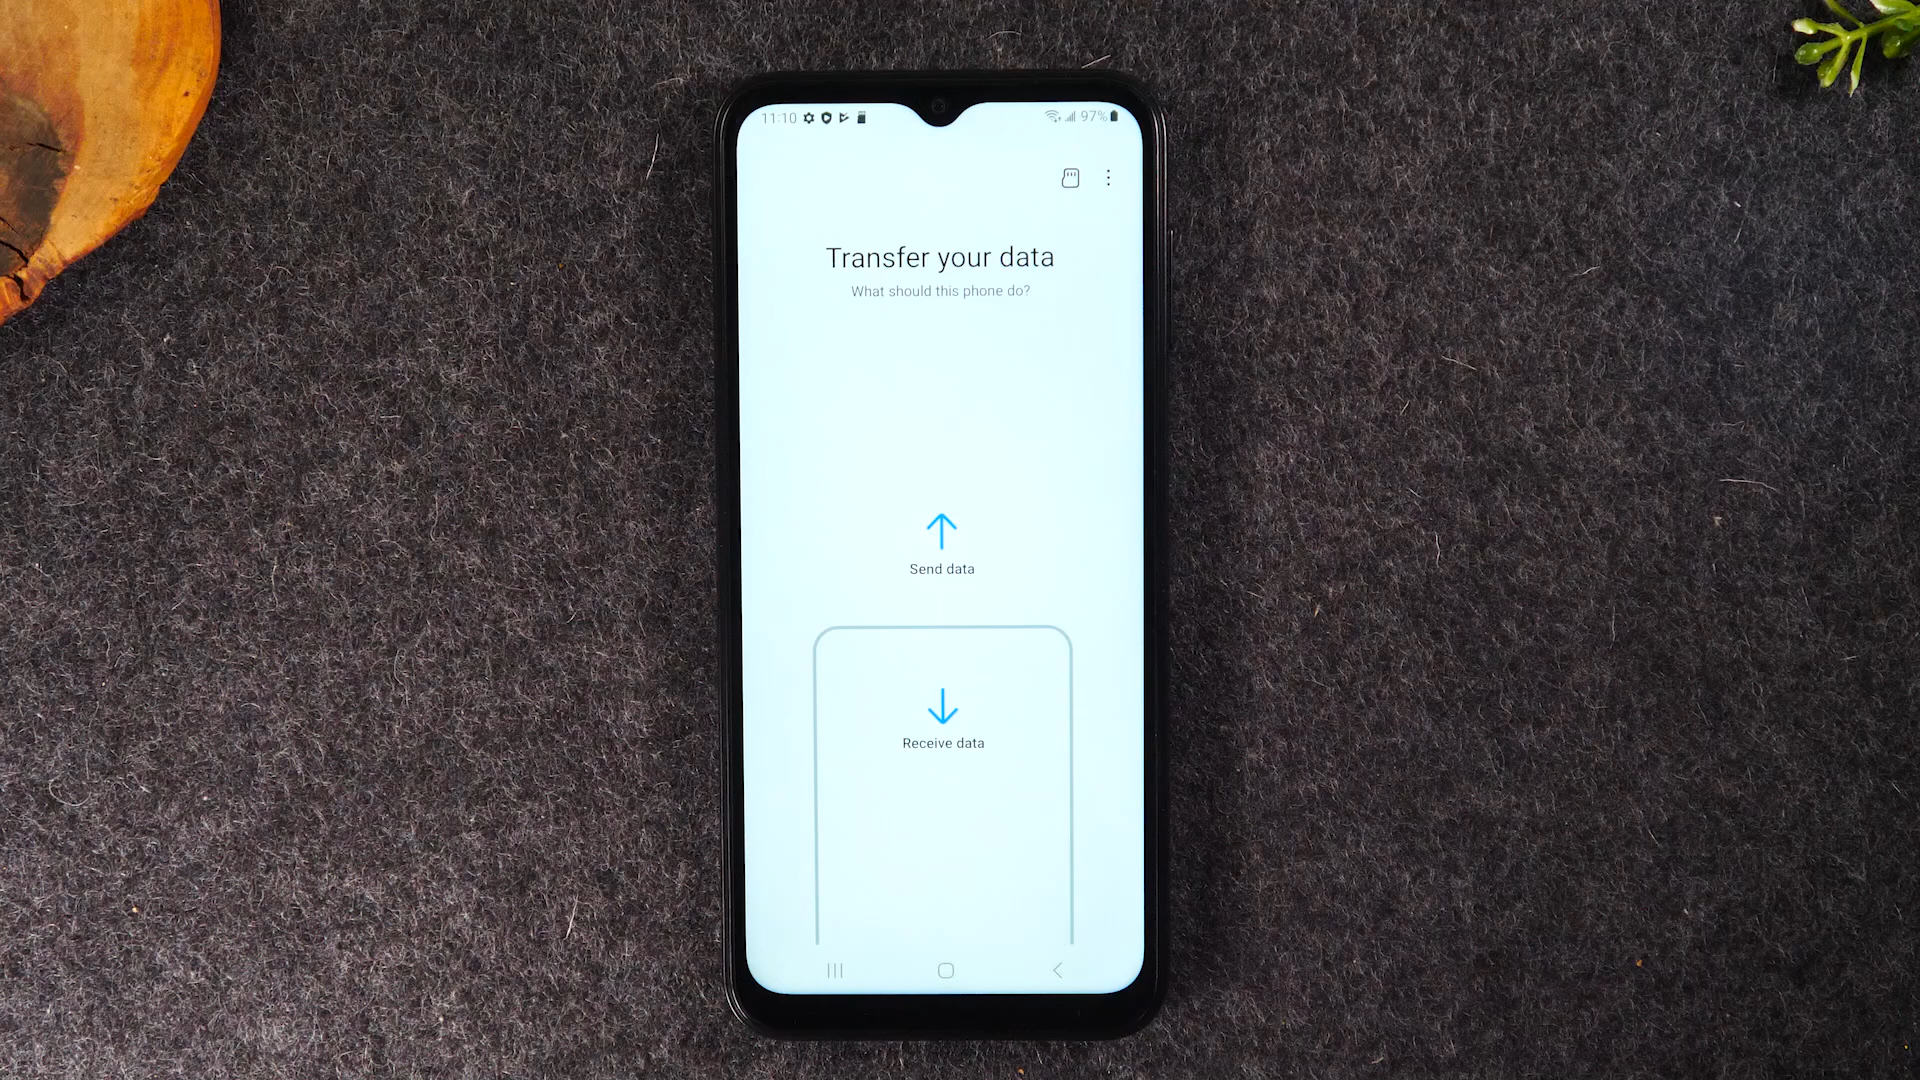 11:10 97%
Transfer your data
What should this phone do?
Send data
Receive data